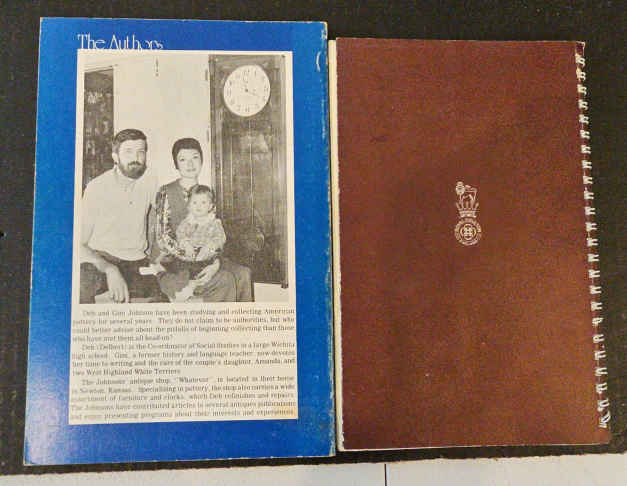 The Authors
Deb and Gini Johnson have been studying and collecting American
pottery for several years. They do not claim to be authorities, but who
could better advise about the pitfalls of beginning collecting than those
who have met them all head-on?
Deb (Delbert) is the Coordinator of Social Studies in a large Wichita
high school. Gini, a former history and language teacher, now devotes
her time to writing and the care of the couple's daughter, Amanda, and
two West Highland White Terriers.
The Johnsons' antique shop, "Whatever", is located in their home
in Newton, Kansas. Specializing in pottery, the shop also carries a wide
assortment of furniture and clocks, which Deb refinishes and repairs.
The Johnsons have contributed articles to several antiques publications
and enjoy presenting programs about their interests and experiences.